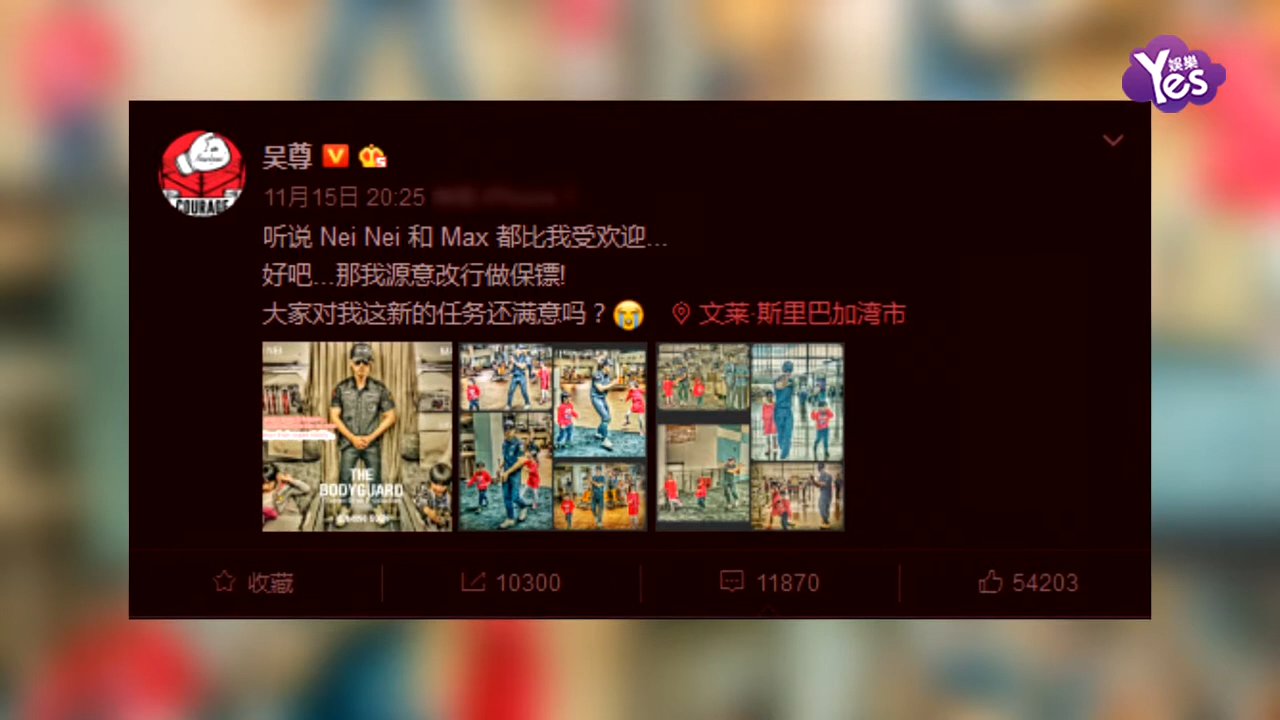 Yes 娱樂
吴尊
11月15日 20:25
听说 Nei Nei 和 Max 都比我受欢迎...
好吧...那我源意改行做保镖!
大家对我这新的任务还满意吗？ 文莱·斯里巴加湾市
COURAGE
THE
BODYGUARD
收藏 10300 11870 54203